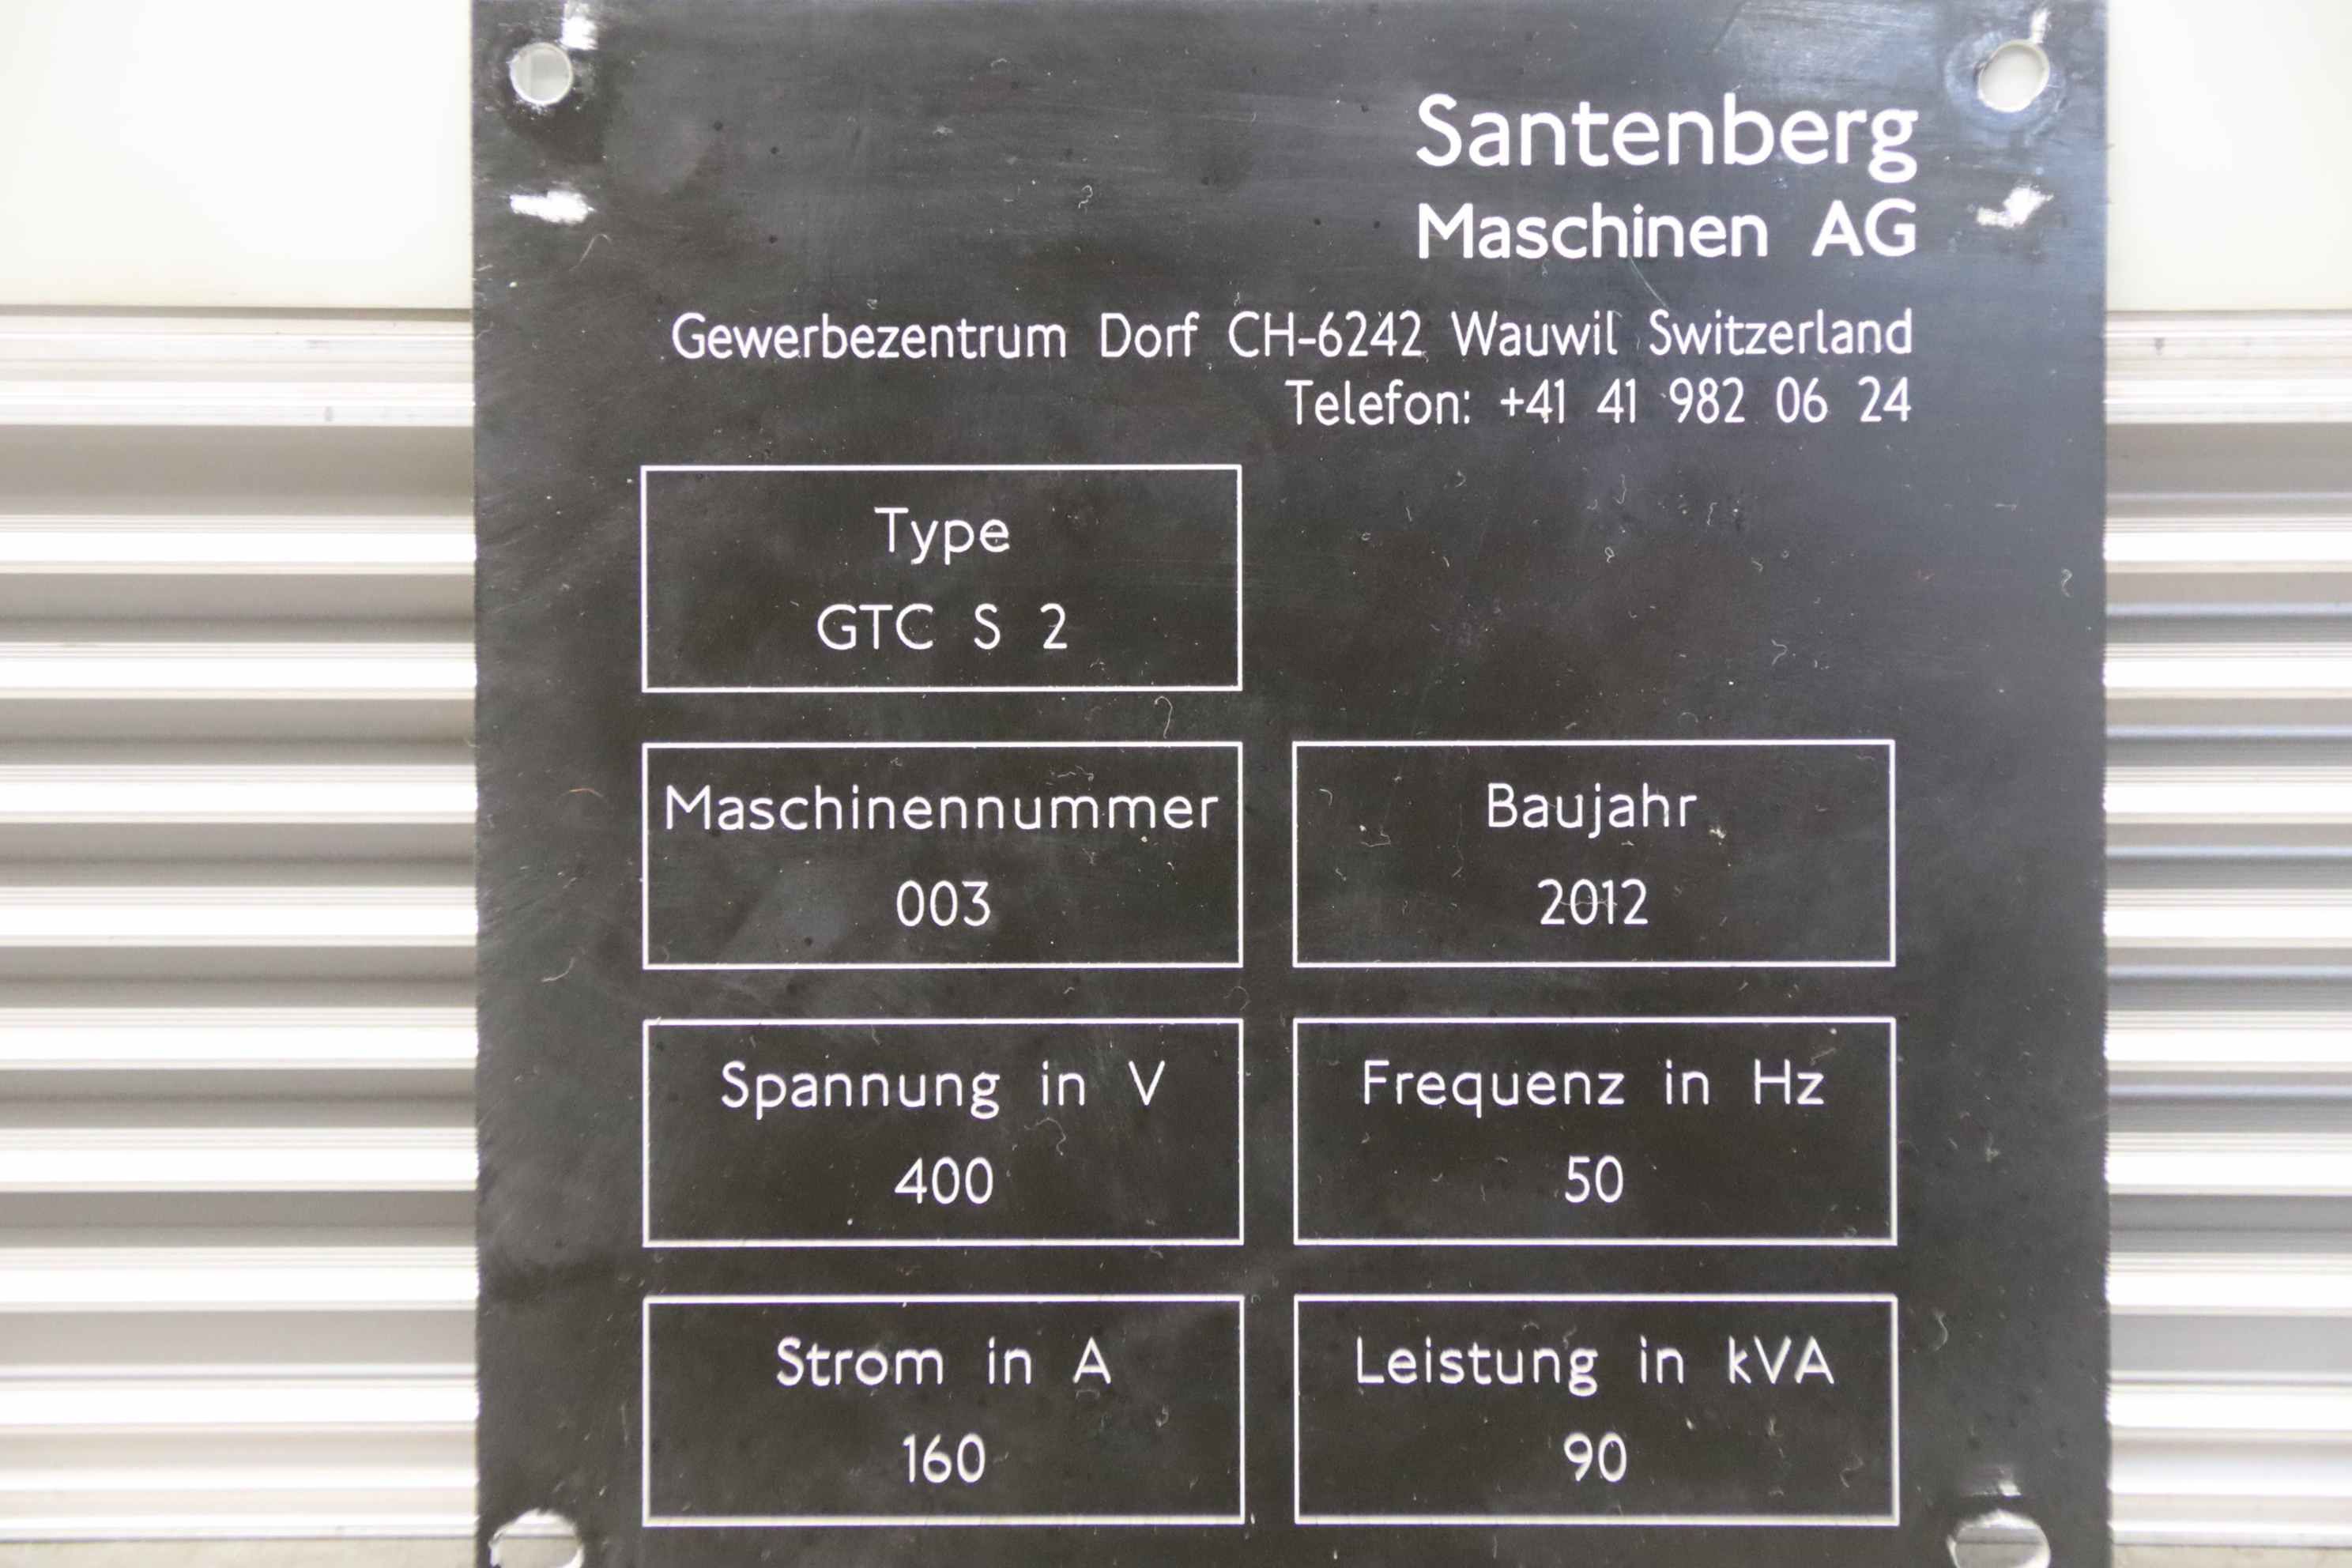 Santenberg
Maschinen AG
Gewerbezentrum Dorf CH-6242 Wauwil Switzerland
Telefon: +41 41 982 06 24
Type
GTC S 2
Maschinennummer
003
Baujahr
2012
Spannung in V
400
Frequenz in Hz
50
Strom in A
160
Leistung in kVA
90